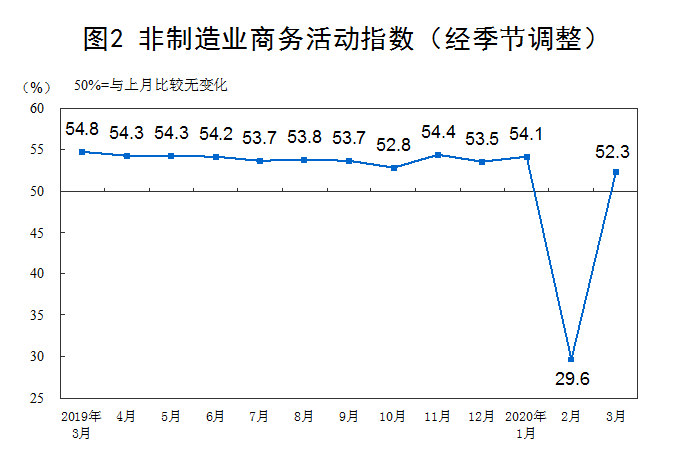 图2 非制造业商务活动指数（经季节调整）
（%）
50%=与上月比较无变化
60
55
50
45
40
35
30
25
54.8
54.3
54.3
54.2
53.7
53.8
53.7
52.8
54.4
53.5
54.1
29.6
52.3
2019年
3月
4月
5月
6月
7月
8月
9月
10月
11月
12月
2020年
1月
2月
3月